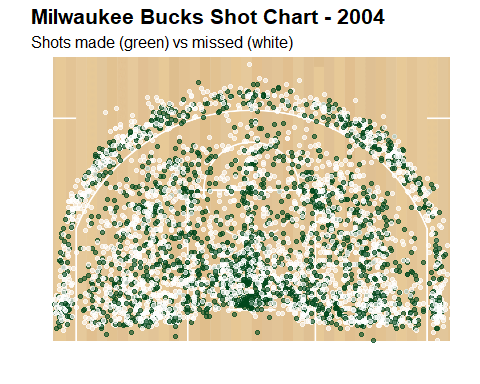 Milwaukee Bucks Shot Chart - 2004
Shots made (green) vs missed (white)